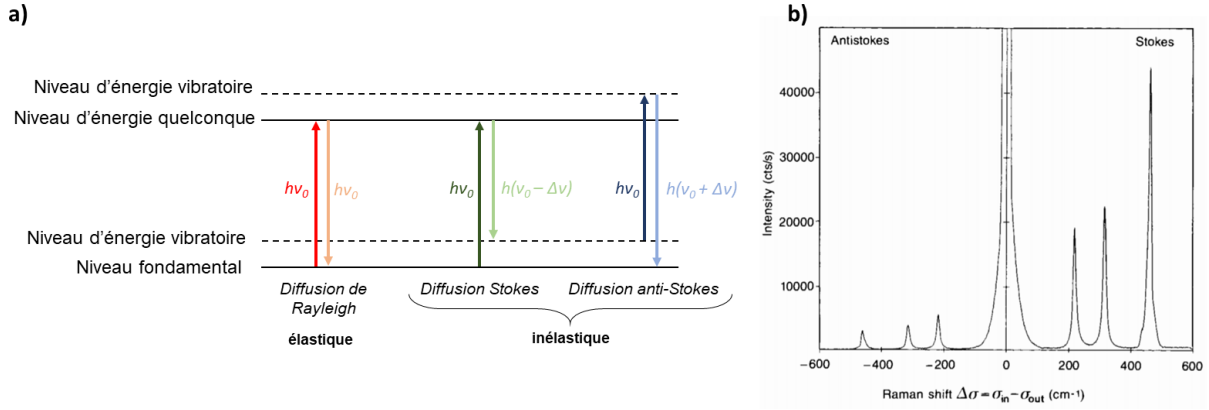 a)
Niveau d’énergie vibratoire
Niveau d’énergie quelconque
hν0 hν0 hν0 h(ν0 – Δν) hν0 h(ν0 + Δν)
Niveau d’énergie vibratoire
Niveau fondamental
Diffusion de
Rayleigh
élastique
Diffusion Stokes Diffusion anti-Stokes
inélastique
b)
Antistokes Stokes
40000
30000
20000
10000
Intensity (cts/s)
−600 −400 −200 0 200 400 600
Raman shift Δσ = σin − σout (cm-1)